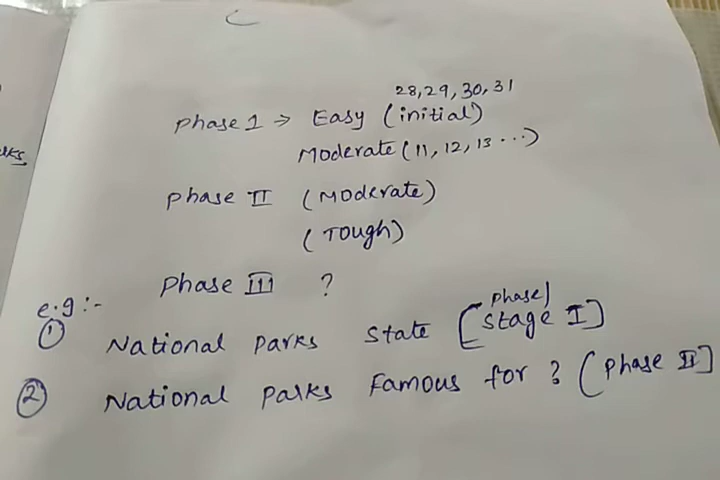 28,29,30,31
Phase 1 → Easy (initial)
Moderate (11, 12, 13 ...)
Phase II (Moderate)
(Tough)
Phase III ?
e.g :-
Phase 1
① National Parks State [Stage I]
② National Parks Famous for ? (Phase II]